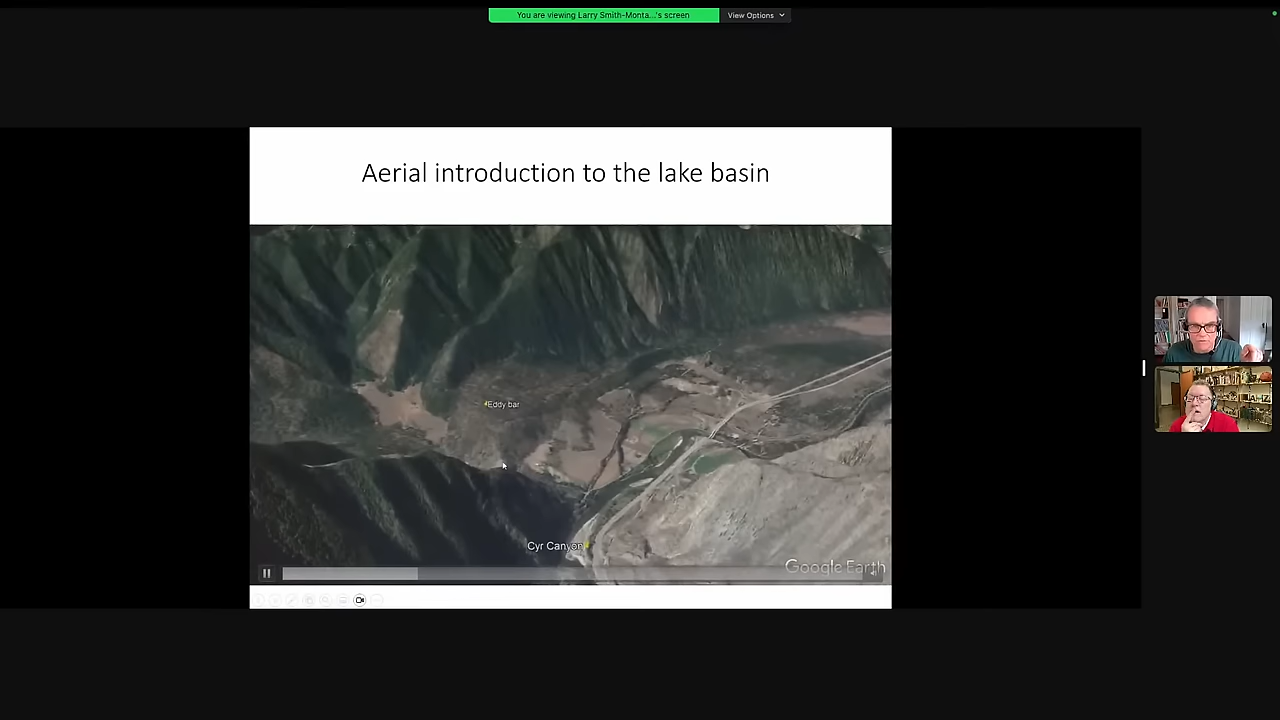 You are viewing Larry Smith-Monta...'s screen
View Options
Aerial introduction to the lake basin
Eddy bar
Cyr Canyon
Google Earth